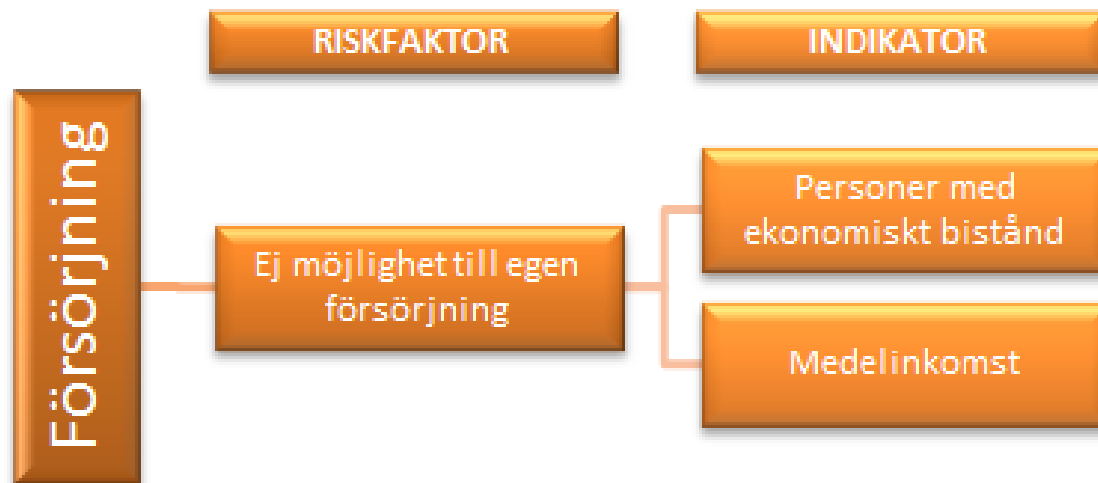 RISKFAKTOR
INDIKATOR
Försörjning
Ej möjlighet till egen
försörjning
Personer med
ekonomiskt bistånd
Medelinkomst